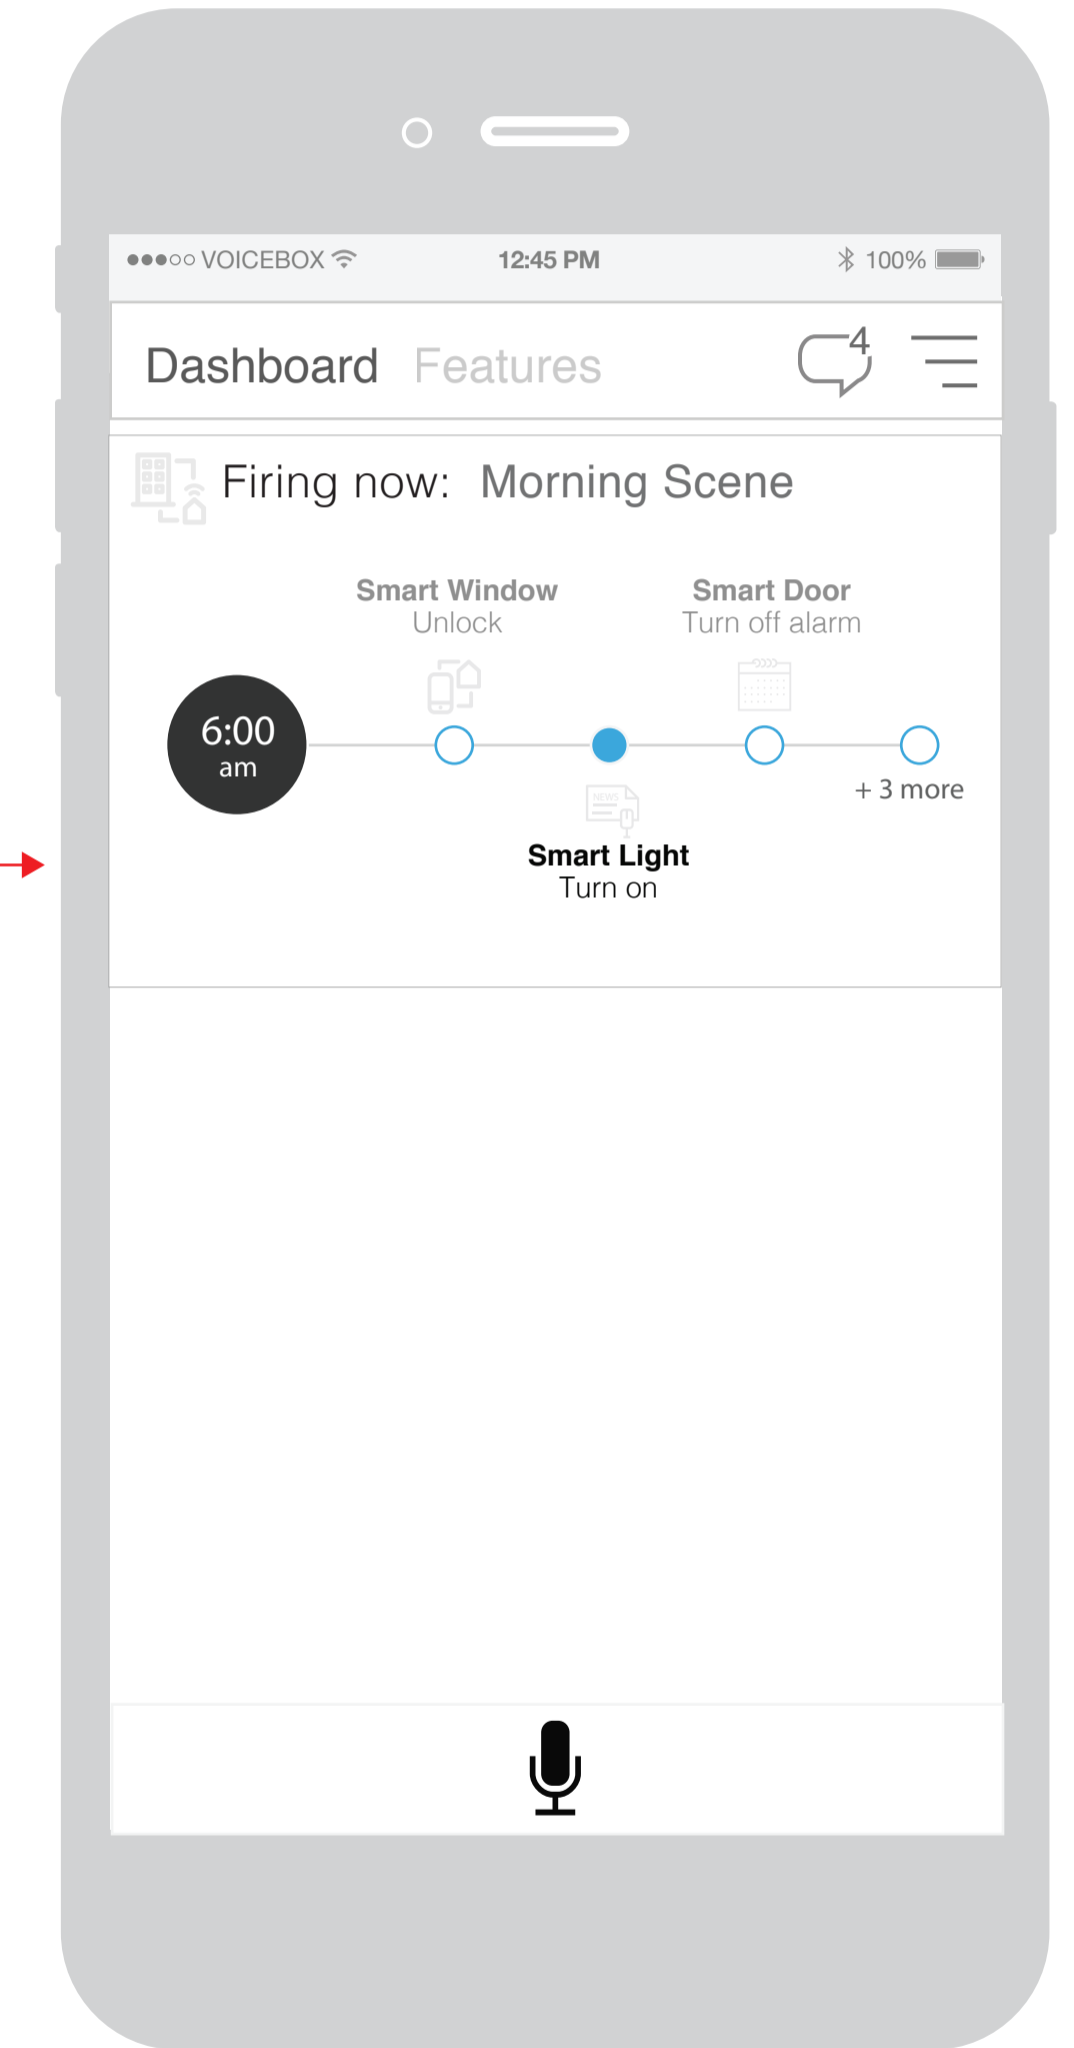 VOICEBOX 12:45 PM 100%
Dashboard Features 4
Firing now: Morning Scene
Smart Window
Unlock
Smart Door
Turn off alarm
6:00
am
+ 3 more
NEWS
Smart Light
Turn on